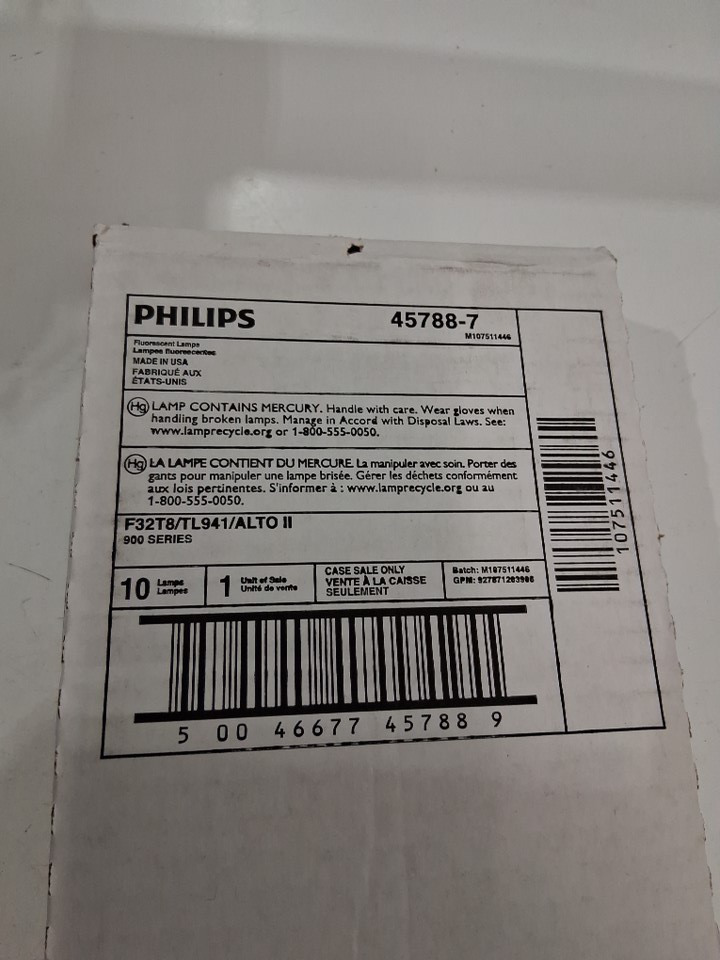 PHILIPS
45788-7
M107511446
Fluorescent Lamps
Lampes fluorescentes
MADE IN USA
FABRIQUÉ AUX
ÉTATS-UNIS
Hg LAMP CONTAINS MERCURY. Handle with care. Wear gloves when
handling broken lamps. Manage in Accord with Disposal Laws. See:
www.lamprecycle.org or 1-800-555-0050.
Hg LA LAMPE CONTIENT DU MERCURE. La manipuler avec soin. Porter des
gants pour manipuler une lampe brisée. Gérer les déchets conformément
aux lois pertinentes. S'informer à : www.lamprecycle.org ou au
1-800-555-0050.
F32T8/TL941/ALTO II
900 SERIES
10 Lamps
Lampes
1 Unit of Sale
Unité de vente
CASE SALE ONLY
VENTE À LA CAISSE
SEULEMENT
Batch: M107511446
GPM:
5 00 46677 45788 9
107511446